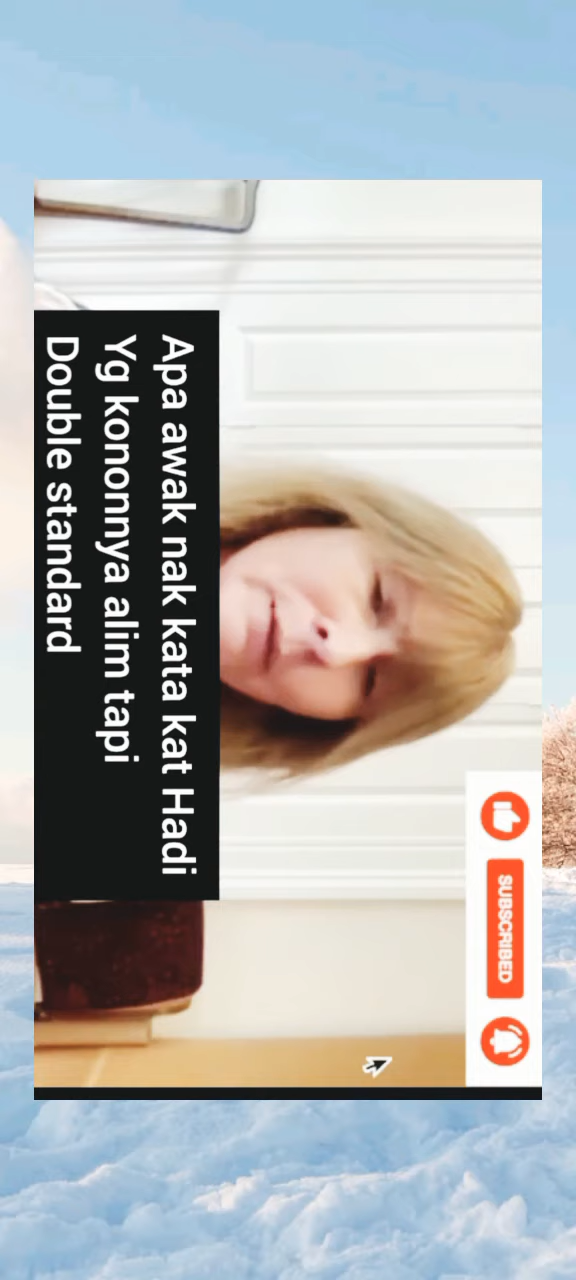 Apa awak nak kata kat Hadi
Yg kononnya alim tapi
Double standard
SUBSCRIBED